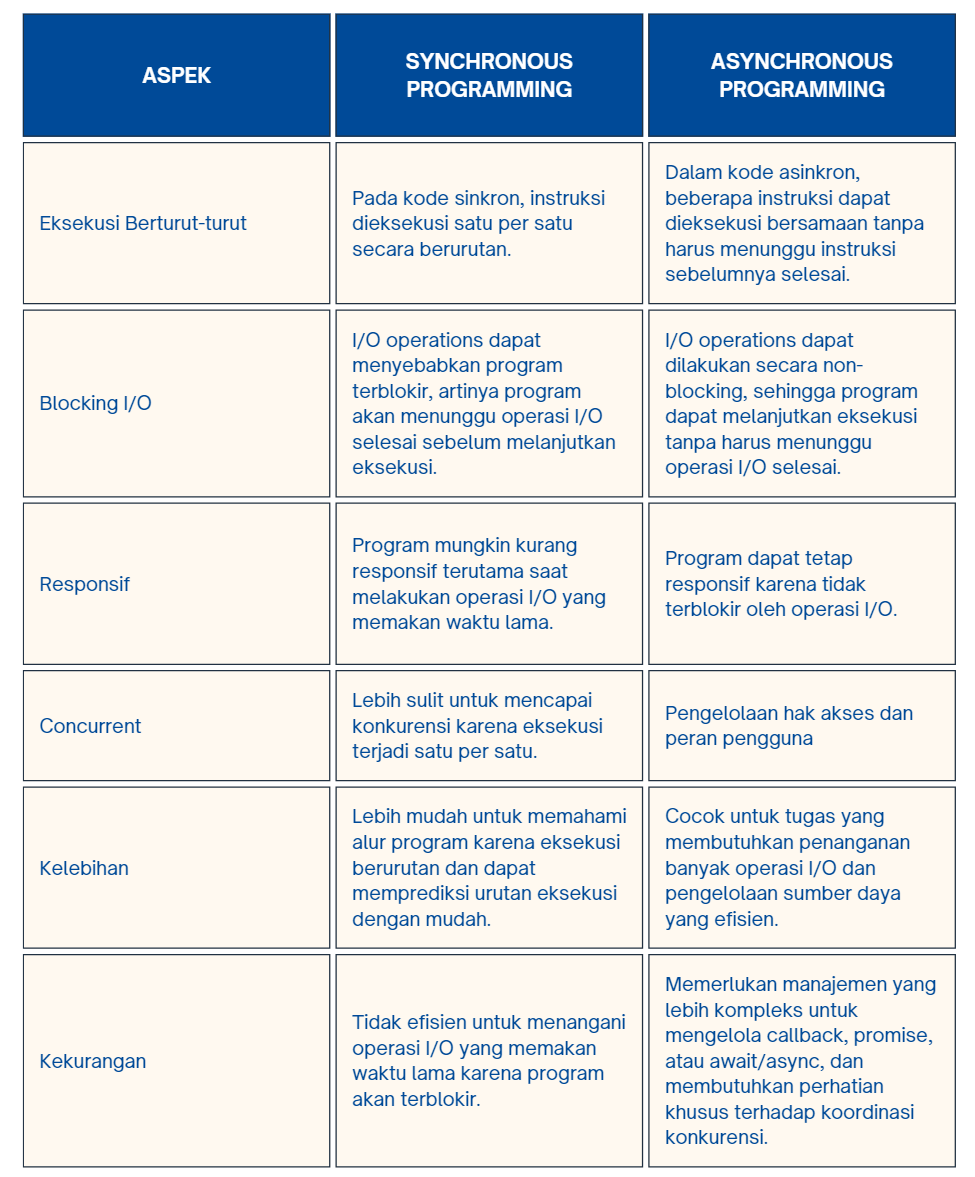 ASPEK
SYNCHRONOUS
PROGRAMMING
ASYNCHRONOUS
PROGRAMMING
Eksekusi Berturut-turut
Pada kode sinkron, instruksi
dieksekusi satu per satu
secara berurutan.
Dalam kode asinkron,
beberapa instruksi dapat
dieksekusi bersamaan tanpa
harus menunggu instruksi
sebelumnya selesai.
Blocking I/O
I/O operations dapat
menyebabkan program
terblokir, artinya program
akan menunggu operasi I/O
selesai sebelum melanjutkan
eksekusi.
I/O operations dapat
dilakukan secara non-
blocking, sehingga program
dapat melanjutkan eksekusi
tanpa harus menunggu
operasi I/O selesai.
Responsif
Program mungkin kurang
responsif terutama saat
melakukan operasi I/O yang
memakan waktu lama.
Program dapat tetap
responsif karena tidak
terblokir oleh operasi I/O.
Concurrent
Lebih sulit untuk mencapai
konkurensi karena eksekusi
terjadi satu per satu.
Pengelolaan hak akses dan
peran pengguna
Kelebihan
Lebih mudah untuk memahami
alur program karena eksekusi
berurutan dan dapat
memprediksi urutan eksekusi
dengan mudah.
Cocok untuk tugas yang
membutuhkan penanganan
banyak operasi I/O dan
pengelolaan sumber daya
yang efisien.
Kekurangan
Tidak efisien untuk menangani
operasi I/O yang memakan
waktu lama karena program
akan terblokir.
Memerlukan manajemen yang
lebih kompleks untuk
mengelola callback, promise,
atau await/async, dan
membutuhkan perhatian
khusus terhadap koordinasi
konkurensi.